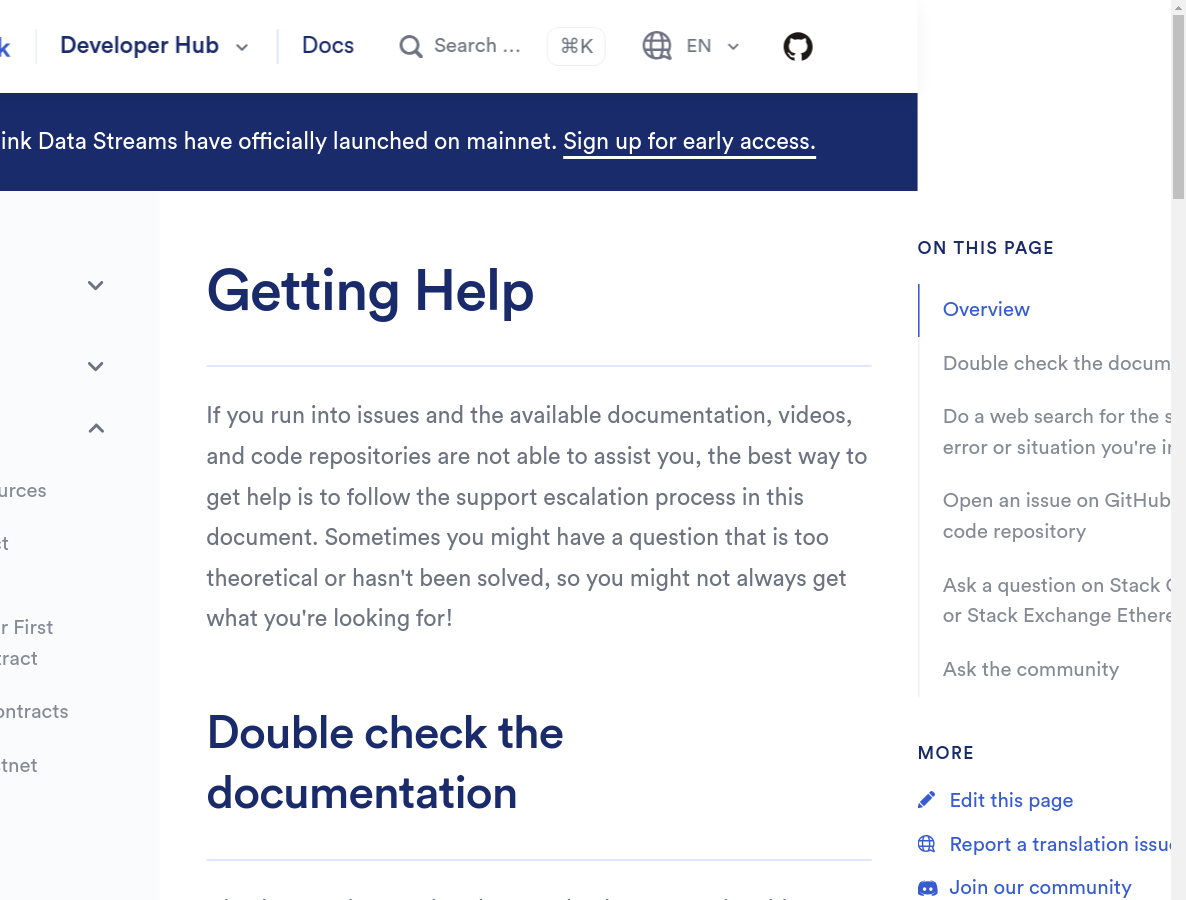 k
Developer Hub
Docs
Search ...
⌘K
EN
ink Data Streams have officially launched on mainnet. Sign up for early access.
urces
ct
r First
tract
ontracts
stnet
Getting Help
If you run into issues and the available documentation, videos,
and code repositories are not able to assist you, the best way to
get help is to follow the support escalation process in this
document. Sometimes you might have a question that is too
theoretical or hasn't been solved, so you might not always get
what you're looking for!
Double check the
documentation
ON THIS PAGE
Overview
Double check the docum
Do a web search for the s
error or situation you're in
Open an issue on GitHub
code repository
Ask a question on Stack O
or Stack Exchange Ethere
Ask the community
MORE
Edit this page
Report a translation issue
Join our community